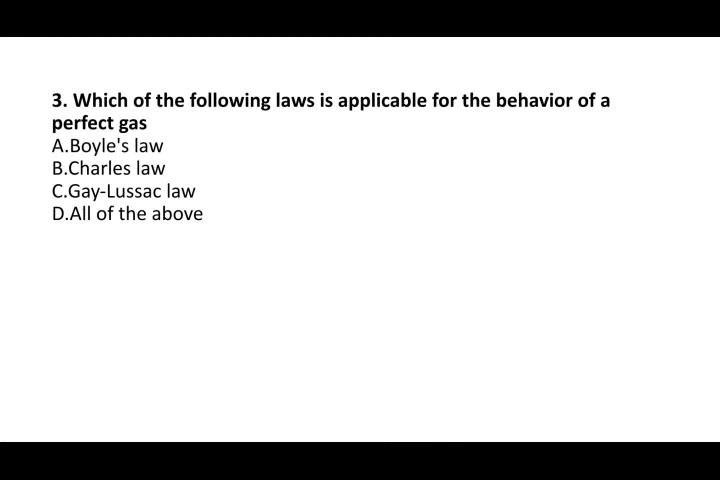 3. Which of the following laws is applicable for the behavior of a
perfect gas
A.Boyle's law
B.Charles law
C.Gay-Lussac law
D.All of the above